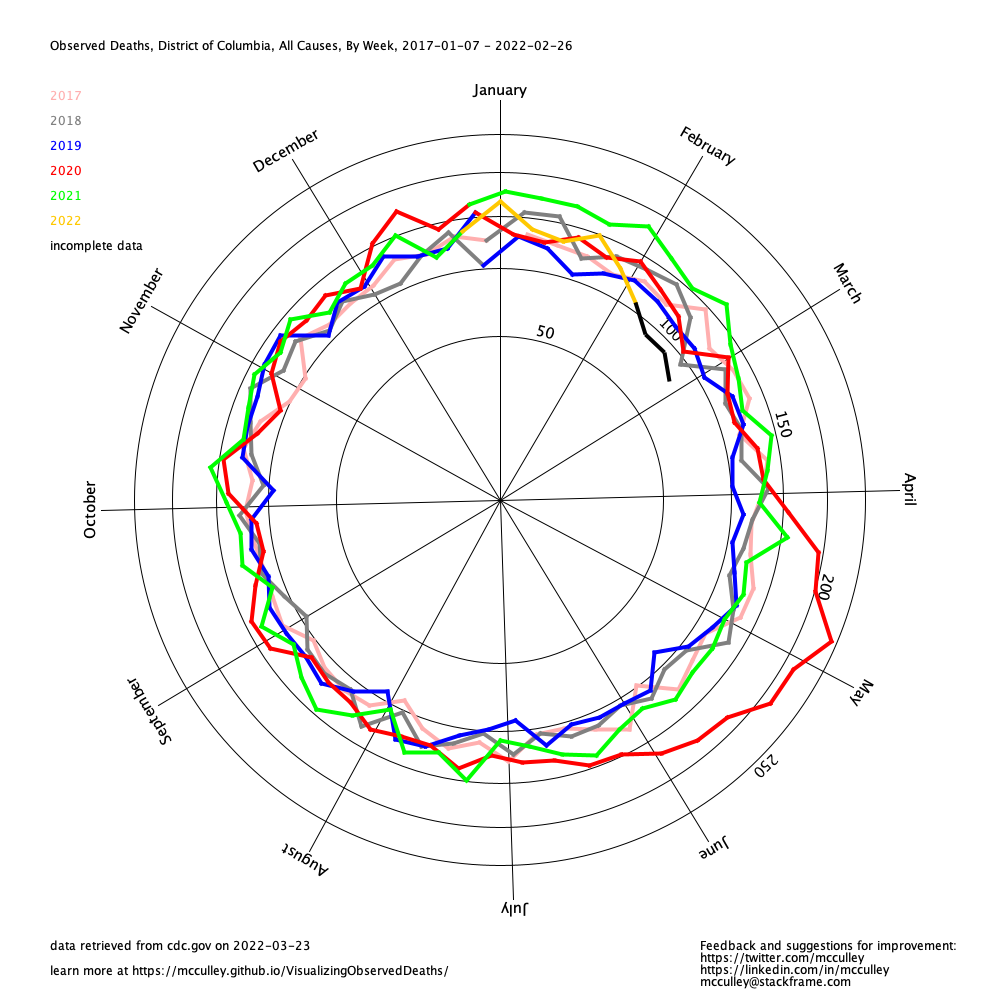 Observed Deaths, District of Columbia, All Causes, By Week, 2017-01-07 - 2022-02-26
January
2017
2018
2019
2020
2021
2022
incomplete data
December
February
November
March
50
100
150
October
April
200
September
May
250
August
June
July
data retrieved from cdc.gov on 2022-03-23
learn more at https://mcculley.github.io/VisualizingObservedDeaths/
Feedback and suggestions for improvement:
https://twitter.com/mcculley
https://linkedin.com/in/mcculley
mcculley@stackframe.com